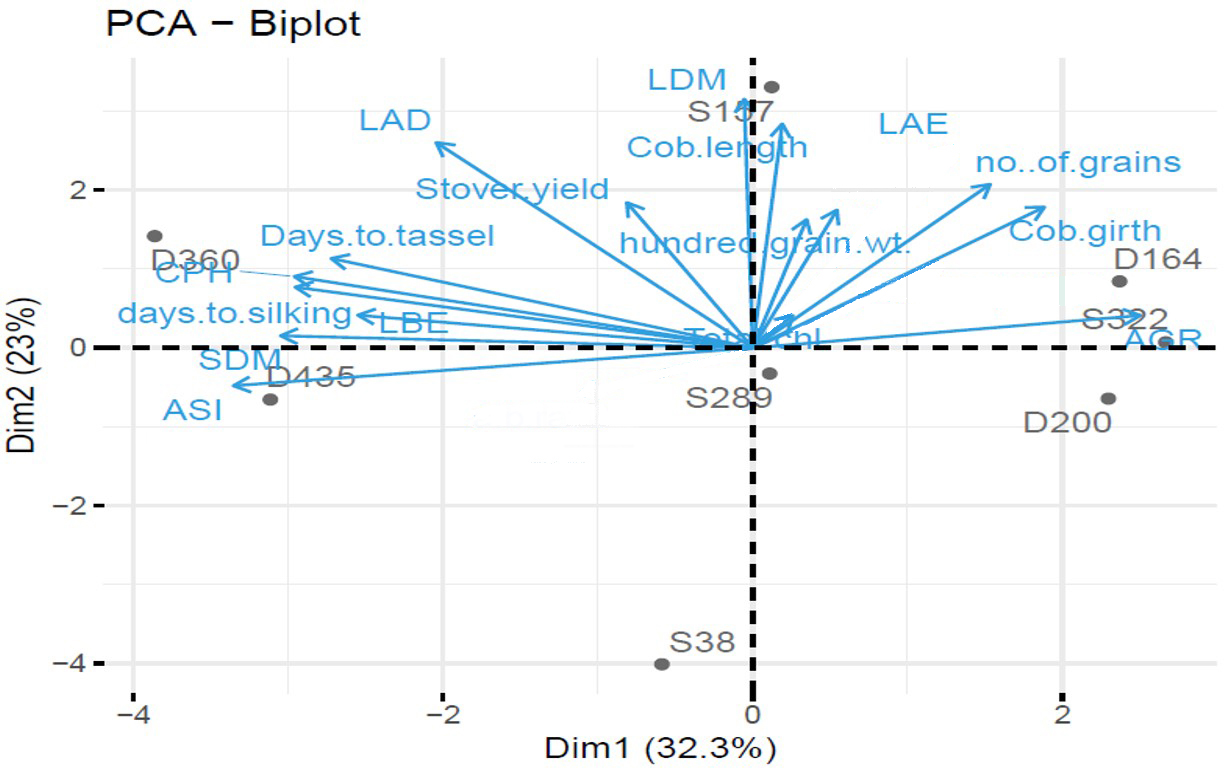 PCA − Biplot
LDM
S157
LAD
LAE
Cob.length
no..of.grains
Stover.yield
2
Days.to.tassel
hundred.grain.wt.
Cob.girth
D360
D164
CPH
days.to.silking
LBE
S322
AGR
0
SDM
D435
S289
ASI
D200
−2
S38
−4
−4
−2
0
2
Dim1 (32.3%)
Dim2 (23%)